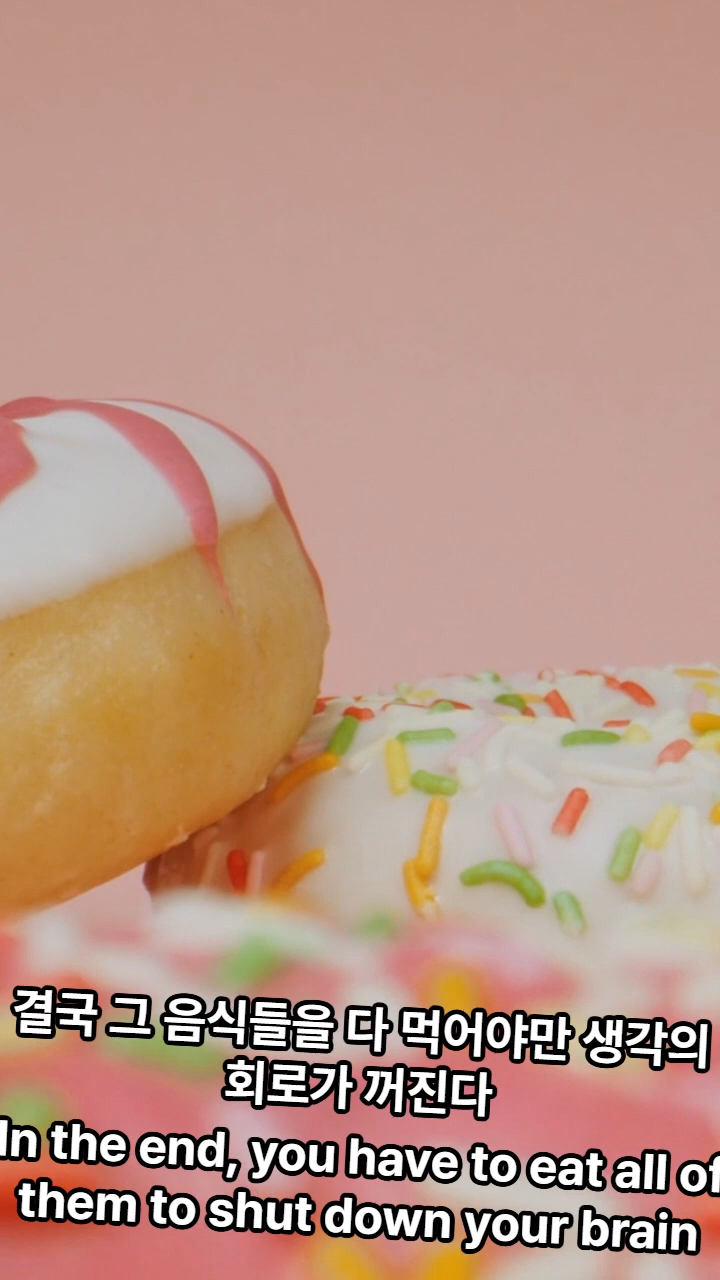 결국 그 음식들을 다 먹어야만 생각의
회로가 꺼진다
In the end, you have to eat all of
them to shut down your brain